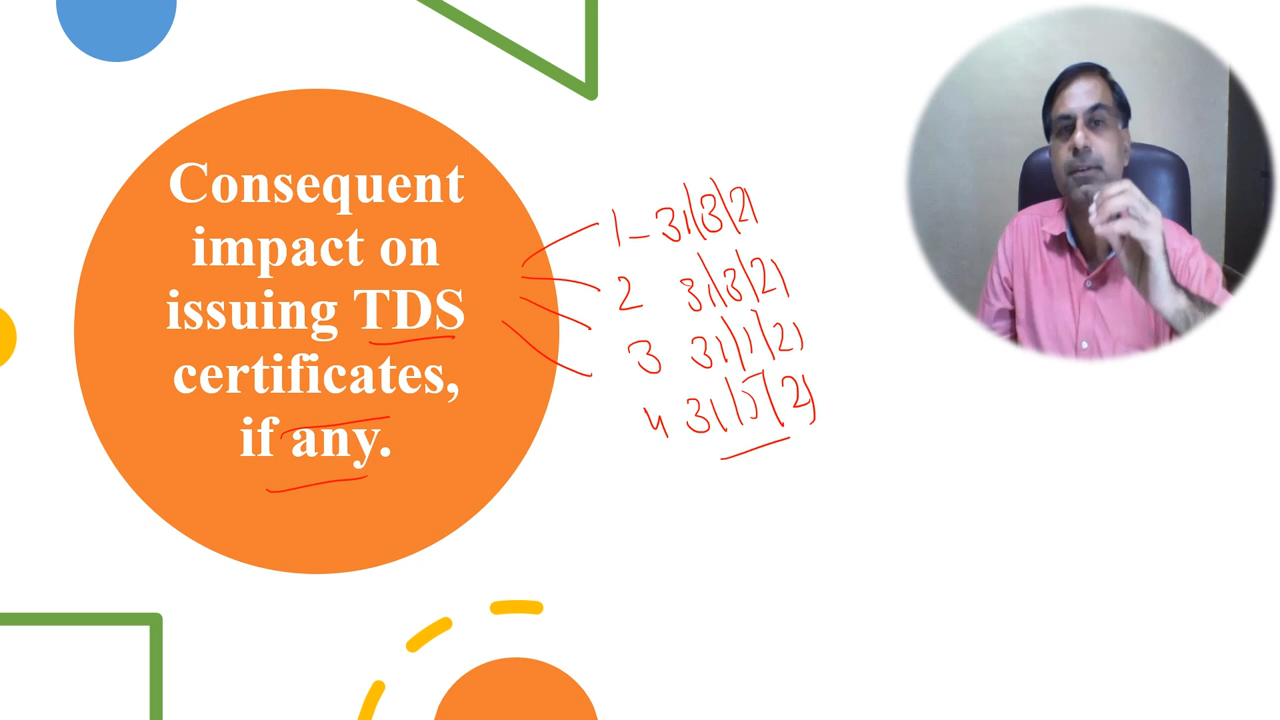 Consequent
impact on
issuing TDS
certificates,
if any.
1 - 31/3/21
2 31/3/21
3 31/1/21
4 31/5/21